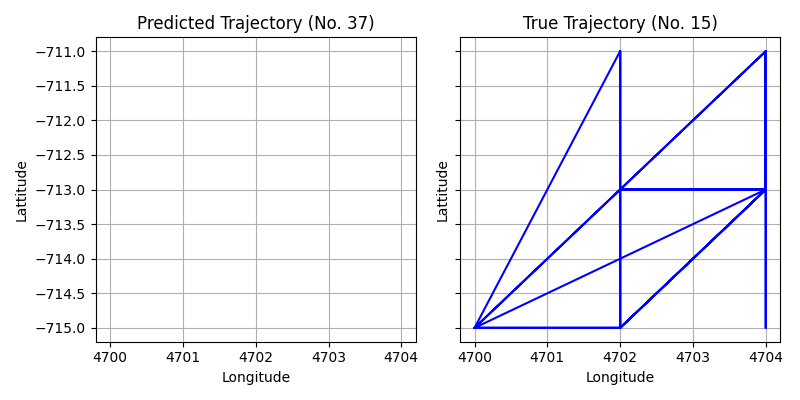 Predicted Trajectory (No. 37)
−711.0
−711.5
−712.0
−712.5
−713.0
−713.5
−714.0
−714.5
−715.0
Lattitude
4700 4701 4702 4703 4704
Longitude
True Trajectory (No. 15)
Lattitude
4700 4701 4702 4703 4704
Longitude